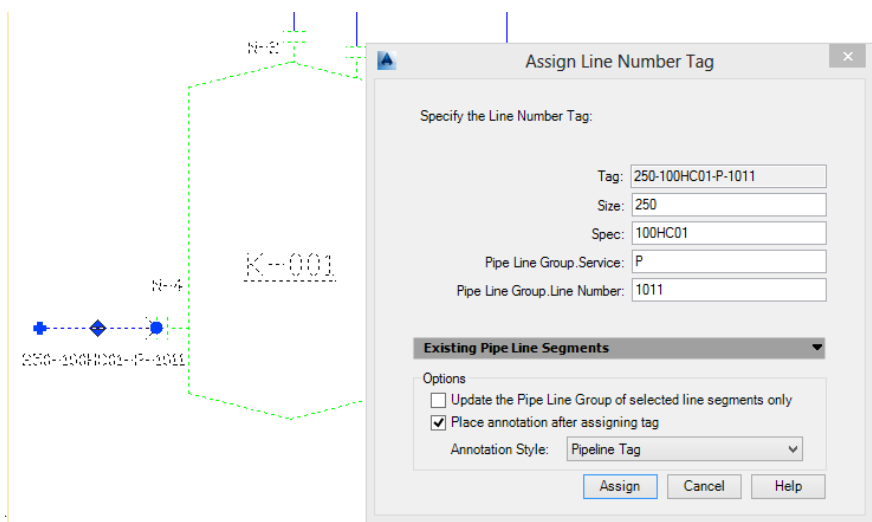 N-2
Assign Line Number Tag
Specify the Line Number Tag:
Tag: 250-100HC01-P-1011
Size: 250
Spec: 100HC01
K-001
Pipe Line Group.Service: P
N-4
Pipe Line Group.Line Number: 1011
250-100HC01-P-1011
Existing Pipe Line Segments
Options
Update the Pipe Line Group of selected line segments only
Place annotation after assigning tag
Annotation Style: Pipeline Tag
Assign Cancel Help